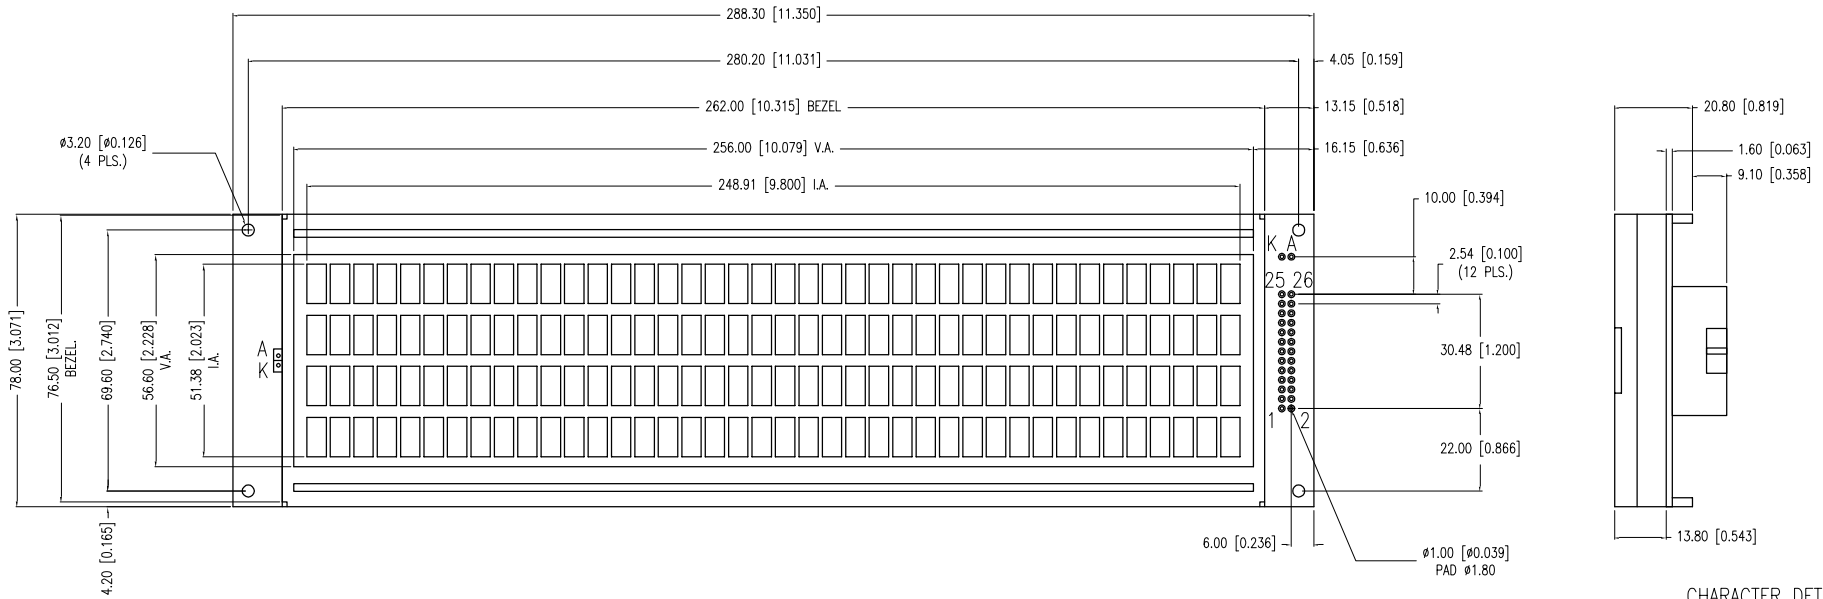 288.30 [11.350]
280.20 [11.031]
4.05 [0.159]
262.00 [10.315] BEZEL
13.15 [0.518]
20.80 [0.819]
ø3.20 [ø0.126]
(4 PLS.)
256.00 [10.079] V.A.
16.15 [0.636]
1.60 [0.063]
9.10 [0.358]
248.91 [9.800] I.A.
10.00 [0.394]
K A
2.54 [0.100]
(12 PLS.)
25 26
78.00 [3.071]
76.50 [3.012]
BEZEL.
69.60 [2.740]
56.60 [2.228]
V.A.
51.38 [2.023]
I.A.
A
K
30.48 [1.200]
1 2
22.00 [0.866]
4.20 [0.165]
6.00 [0.236]
ø1.00 [ø0.039]
PAD ø1.80
13.80 [0.543]
CHARACTER DET